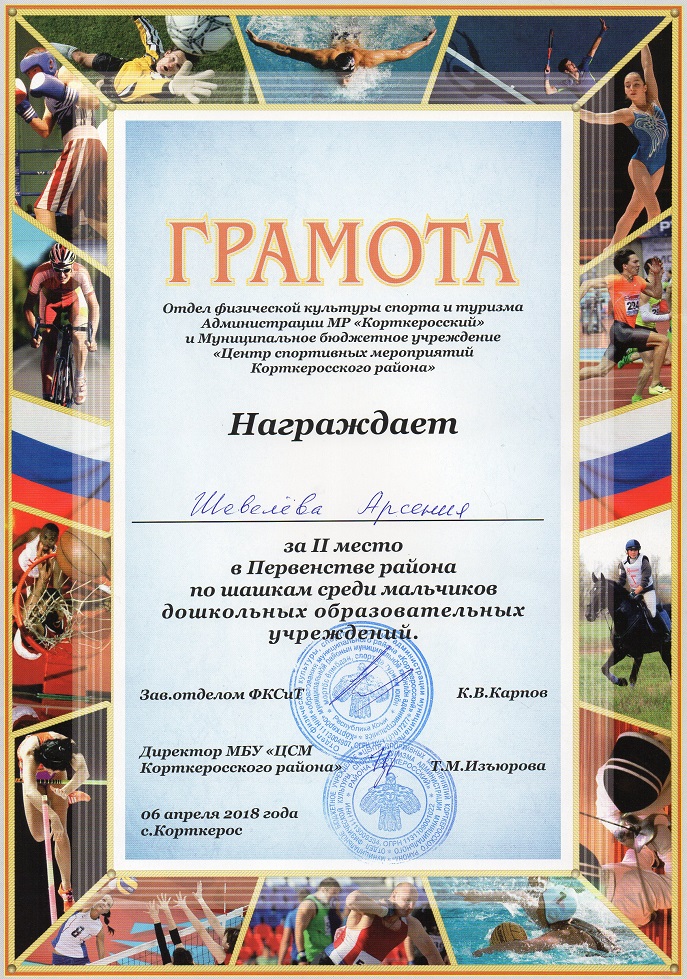 ГРАМОТА
Отдел физической культуры спорта и туризма
Администрации МР «Корткеросский»
и Муниципальное бюджетное учреждение
«Центр спортивных мероприятий
Корткеросского района»
Награждает
Шевелёва Арсения
за II место
в Первенстве района
по шашкам среди мальчиков
дошкольных образовательных
учреждений.
Зав.отделом ФКСиТ К.В.Карпов
Директор МБУ «ЦСМ
Корткеросского района» Т.М.Изъюрова
06 апреля 2018 года
с.Корткерос